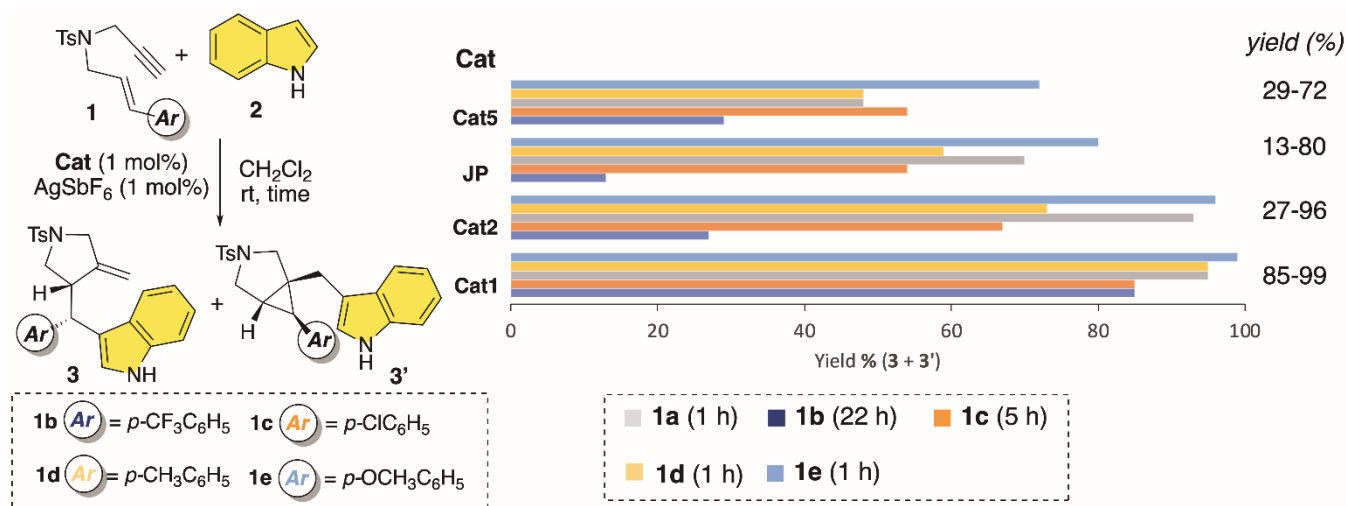 TsN
+
N
H
1
Ar
2
Cat (1 mol%)
AgSbF6 (1 mol%)
CH2Cl2
rt, time
TsN
H
Ar
NH
3
+
TsN
H
Ar
N
H
3'
1b Ar = p-CF3C6H5
1c Ar = p-ClC6H5
1d Ar = p-CH3C6H5
1e Ar = p-OCH3C6H5
Cat
yield (%)
Cat5
29-72
JP
13-80
Cat2
27-96
Cat1
85-99
0 20 40 60 80 100
Yield % (3 + 3')
1a (1 h) 1b (22 h) 1c (5 h)
1d (1 h) 1e (1 h)